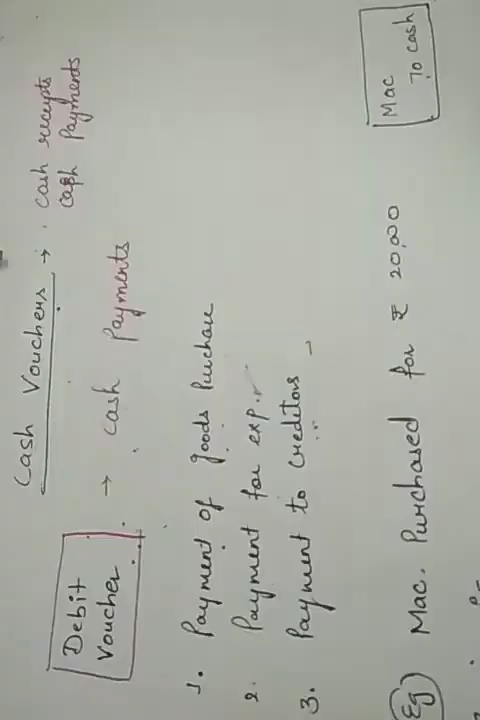 Cash Vouchers → . cash receipts
cash Payments
Debit
Voucher → . cash Payments
1. Payment of goods Purchase
2. Payment for exp.
3. Payment to creditors
Eg) Mac. Purchased for ₹ 20,000
Mac
To cash